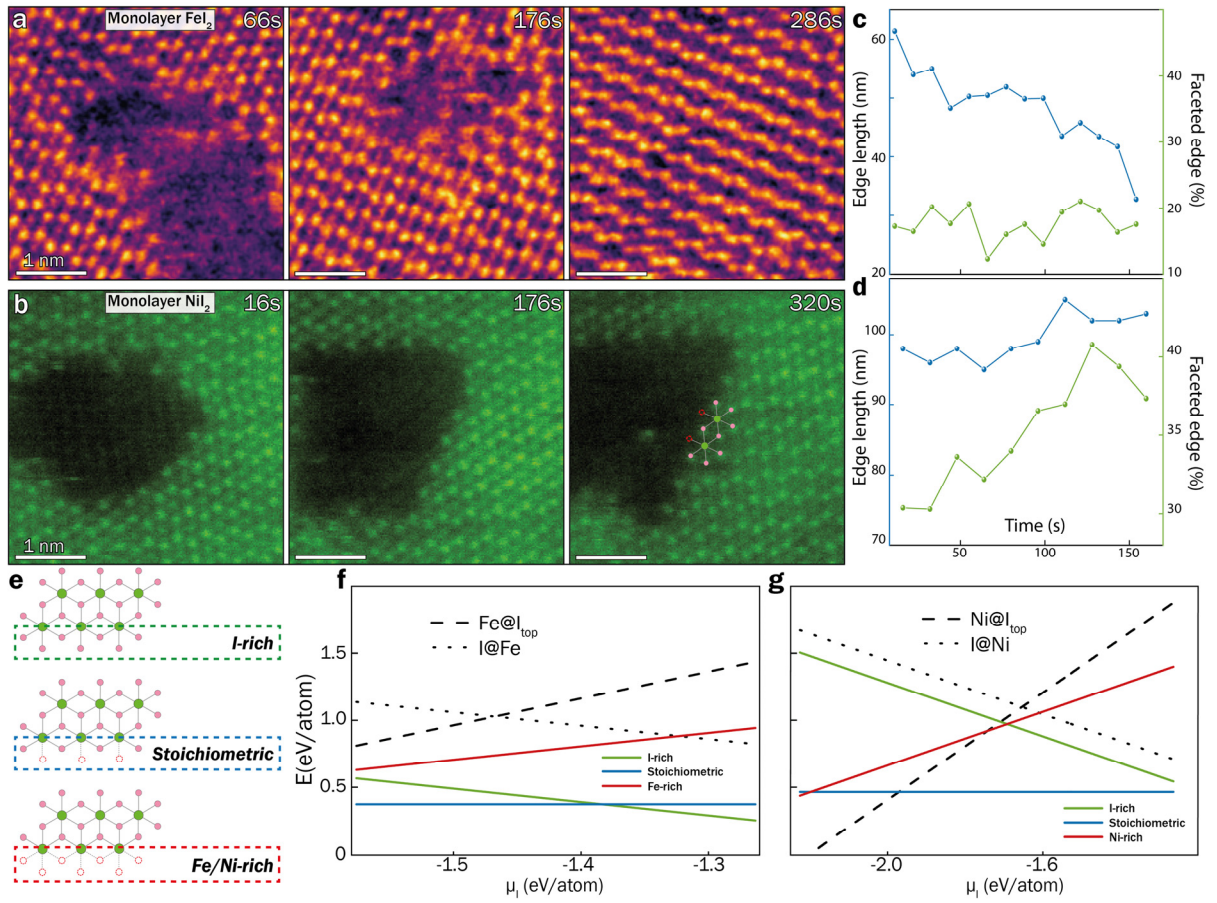 a
Monolayer FeI2
66s
176s
286s
1 nm
b
Monolayer NiI2
16s
176s
320s
1 nm
c
Edge length (nm)
60
40
20
Faceted edge (%)
40
30
20
10
d
Edge length (nm)
100
90
80
70
Faceted edge (%)
40
35
30
Time (s)
50
100
150
e
I-rich
Stoichiometric
Fe/Ni-rich
f
E(eV/atom)
1.5
1.0
0.5
0
Fc@Itop
I@Fe
I-rich
Stoichiometric
Fe-rich
-1.5
-1.4
-1.3
μI (eV/atom)
g
Ni@Itop
I@Ni
I-rich
Stoichiometric
Ni-rich
-2.0
-1.6
μI (eV/atom)